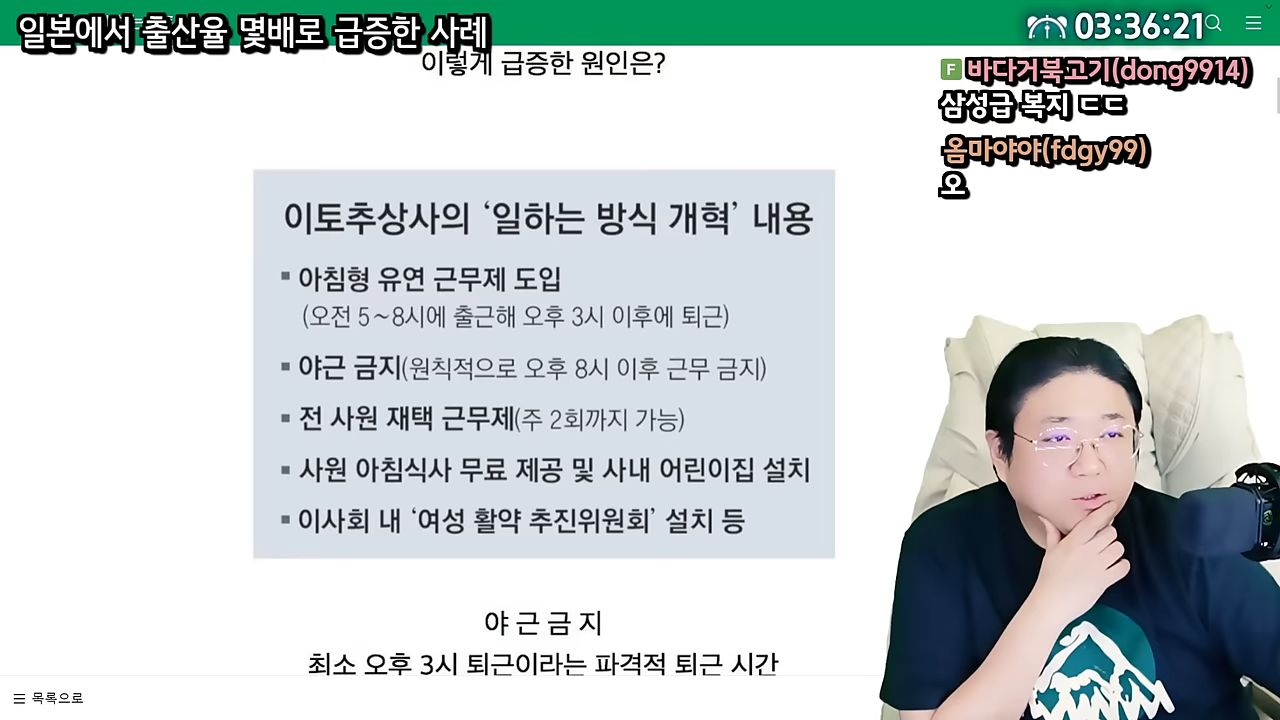 일본에서 출산율 몇배로 급증한 사례
03:36:21
이렇게 급증한 원인은?
F 바다거북고기(dong9914)
삼성급 복지 ㄷㄷ
옴마야야(fdgy99)
오
이토추상사의 ‘일하는 방식 개혁’ 내용
▪ 아침형 유연 근무제 도입
(오전 5~8시에 출근해 오후 3시 이후에 퇴근)
▪ 야근 금지(원칙적으로 오후 8시 이후 근무 금지)
▪ 전 사원 재택 근무제(주 2회까지 가능)
▪ 사원 아침식사 무료 제공 및 사내 어린이집 설치
▪ 이사회 내 ‘여성 활약 추진위원회’ 설치 등
야 근 금 지
최소 오후 3시 퇴근이라는 파격적 퇴근 시간
목록으로